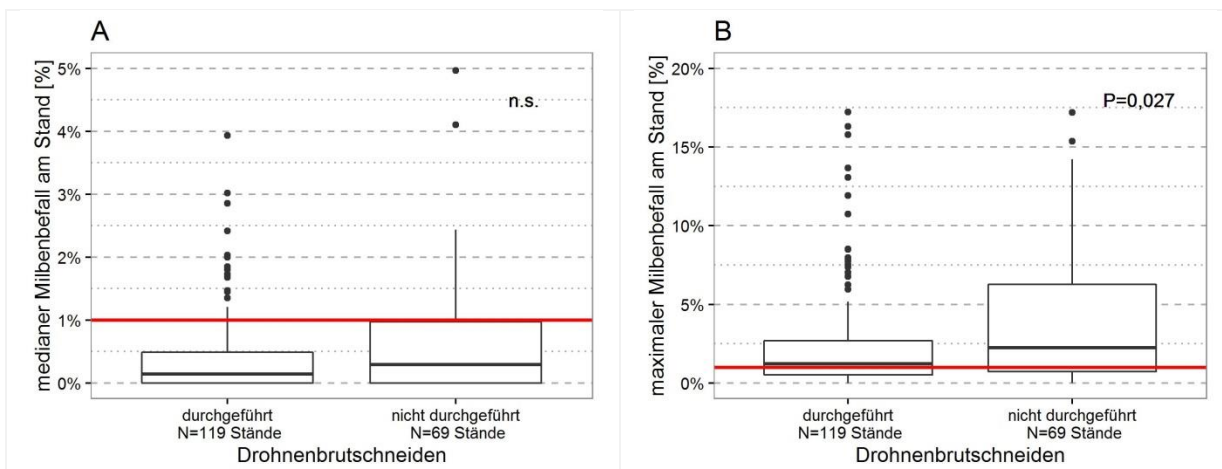 A
medianer Milbenbefall am Stand [%]
5%
4%
3%
2%
1%
0%
n.s.
durchgeführt
N=119 Stände
nicht durchgeführt
N=69 Stände
Drohnenbrutschneiden
B
maximaler Milbenbefall am Stand [%]
20%
15%
10%
5%
0%
P=0,027
durchgeführt
N=119 Stände
nicht durchgeführt
N=69 Stände
Drohnenbrutschneiden